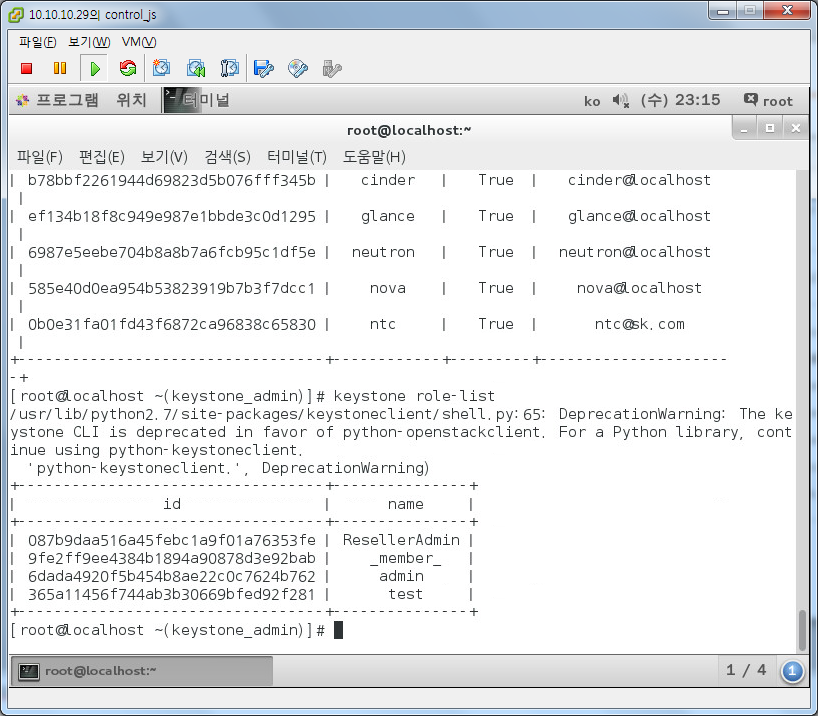 10.10.10.29의 control_js
파일(F) 보기(W) VM(V)
프로그램 위치 터미널 ko (수) 23:15 root
root@localhost:~
파일(F) 편집(E) 보기(V) 검색(S) 터미널(T) 도움말(H)
| b78bbf2261944d69823d5b076fff345b | cinder | True | cinder@localhost
|
| ef134b18f8c949e987e1bbde3c0d1295 | glance | True | glance@localhost
|
| 6987e5eebe704b8a8b7a6fcb95c1df5e | neutron | True | neutron@localhost
|
| 585e40d0ea954b53823919b7b3f7dcc1 | nova | True | nova@localhost
|
| 0b0e31fa01fd43f6872ca96838c65830 | ntc | True | ntc@sk.com
|
+----------------------------------+------------+---------+---------------------
-+
[root@localhost ~(keystone_admin)]# keystone role-list
/usr/lib/python2.7/site-packages/keystoneclient/shell.py:65: DeprecationWarning: The ke
ystone CLI is deprecated in favor of python-openstackclient. For a Python library, cont
inue using python-keystoneclient.
'python-keystoneclient.', DeprecationWarning)
+----------------------------------+---------------+
| id | name |
+----------------------------------+---------------+
| 087b9daa516a45febc1a9f01a76353fe | ResellerAdmin |
| 9fe2ff9ee4384b1894a90878d3e92bab | _member_ |
| 6dada4920f5b454b8ae22c0c7624b762 | admin |
| 365a11456f744ab3b30669bfed92f281 | test |
+----------------------------------+---------------+
[root@localhost ~(keystone_admin)]#
root@localhost:~ 1 / 4 1